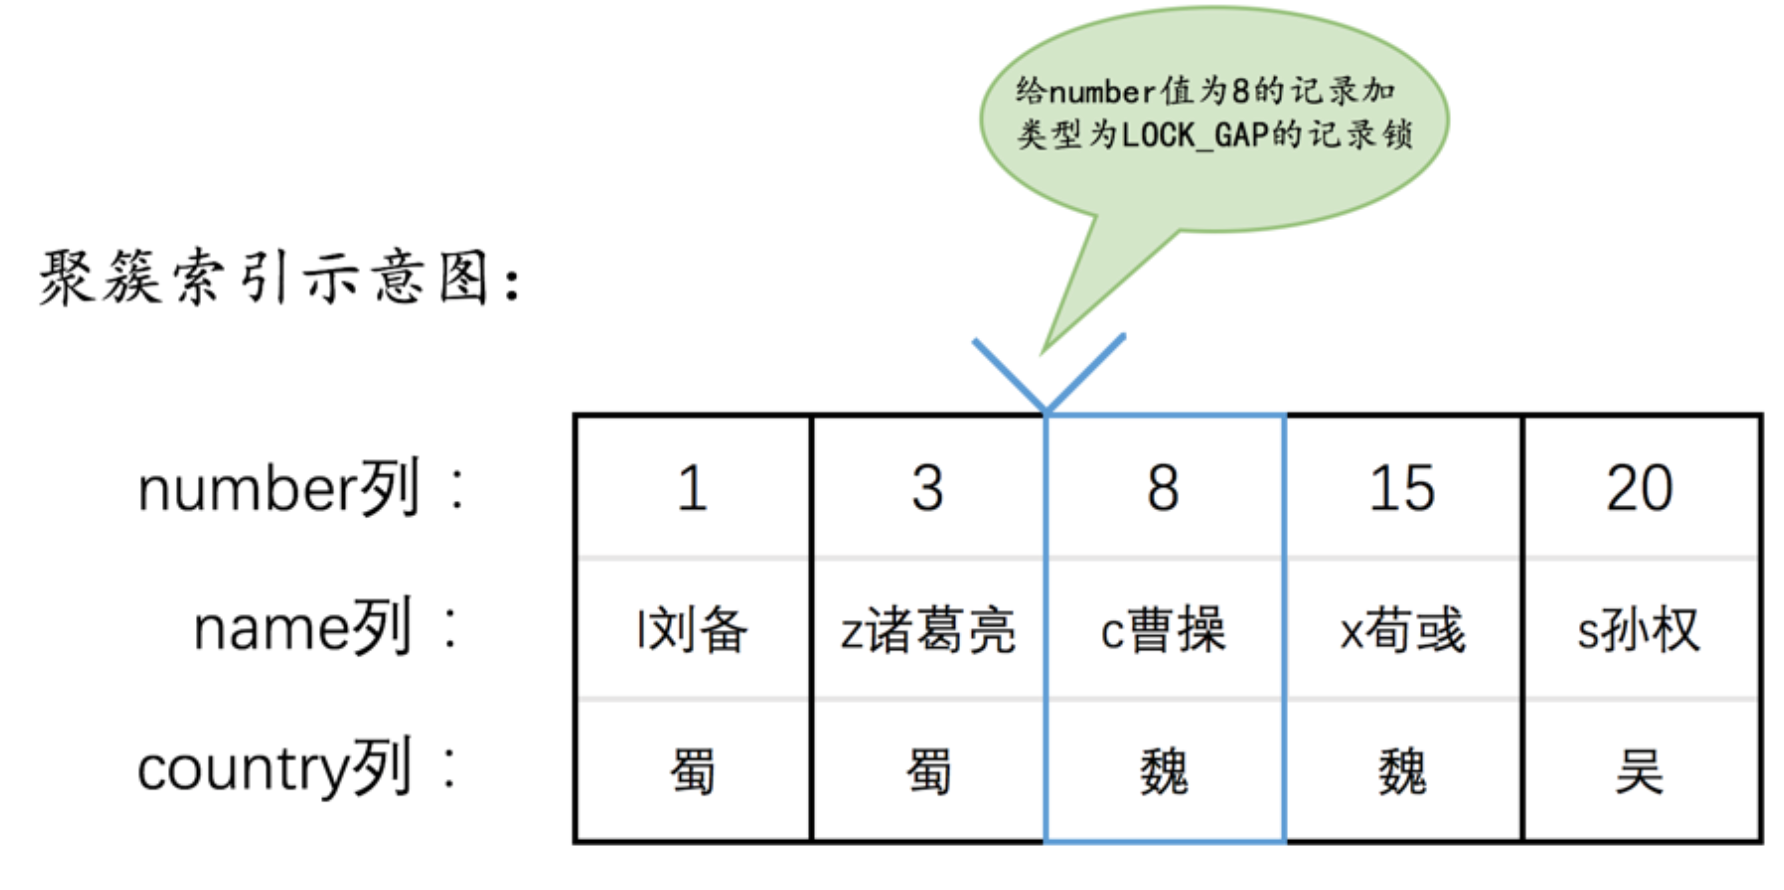 给number值为8的记录加
类型为LOCK_GAP的记录锁
聚簇索引示意图：
number列： 1 3 8 15 20
name列： l刘备 z诸葛亮 c曹操 x荀彧 s孙权
country列： 蜀 蜀 魏 魏 吴